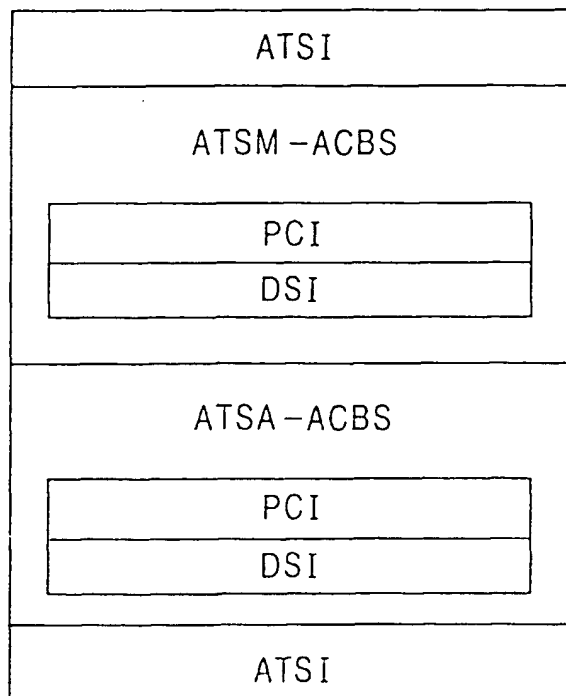 ATSI
ATSM-ACBS
PCI
DSI
ATSA-ACBS
PCI
DSI
ATSI